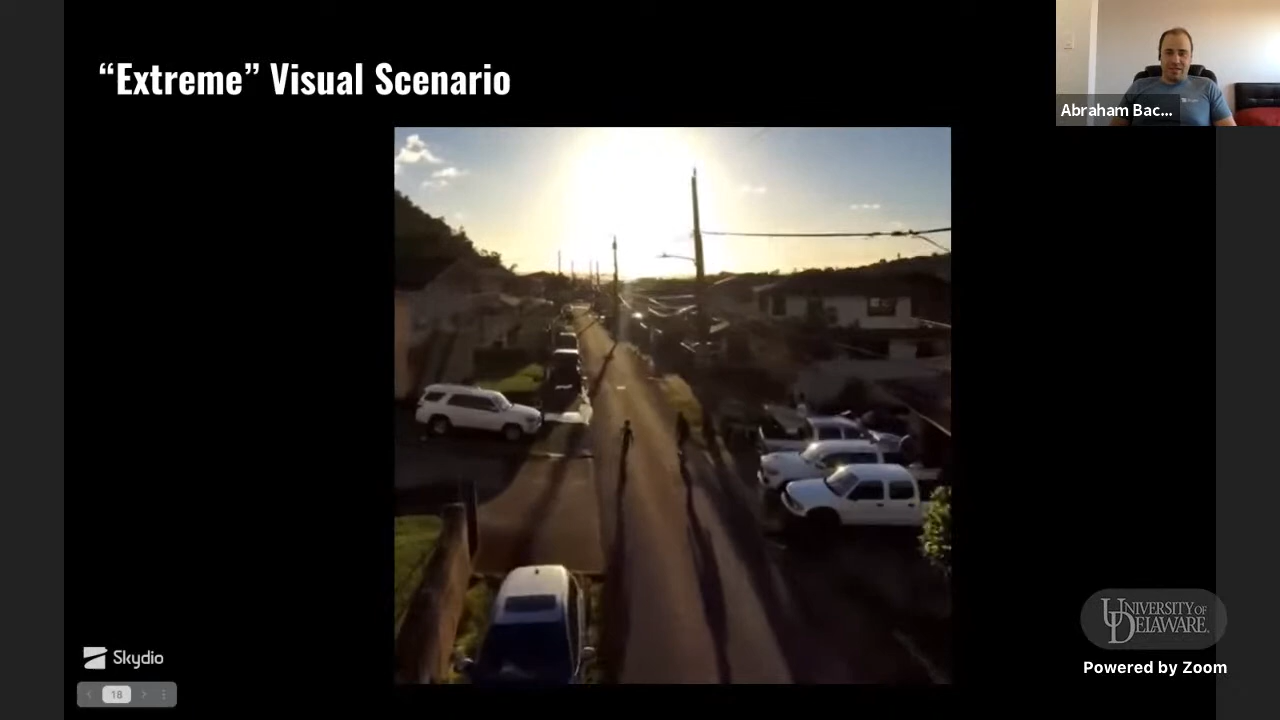 “Extreme” Visual Scenario
Abraham Bac...
Skydio
18
UNIVERSITY OF
DELAWARE.
Powered by Zoom